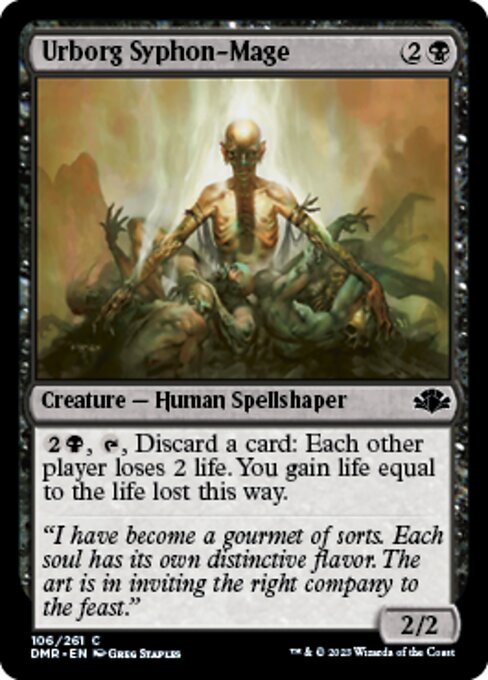 Urborg Syphon-Mage 2
Creature — Human Spellshaper
2, , Discard a card: Each other
player loses 2 life. You gain life equal
to the life lost this way.
“I have become a gourmet of sorts. Each
soul has its own distinctive flavor. The
art is in inviting the right company to
the feast.”
2/2
106/261 C
DMR • EN Greg Staples
™ & © 2023 Wizards of the Coast